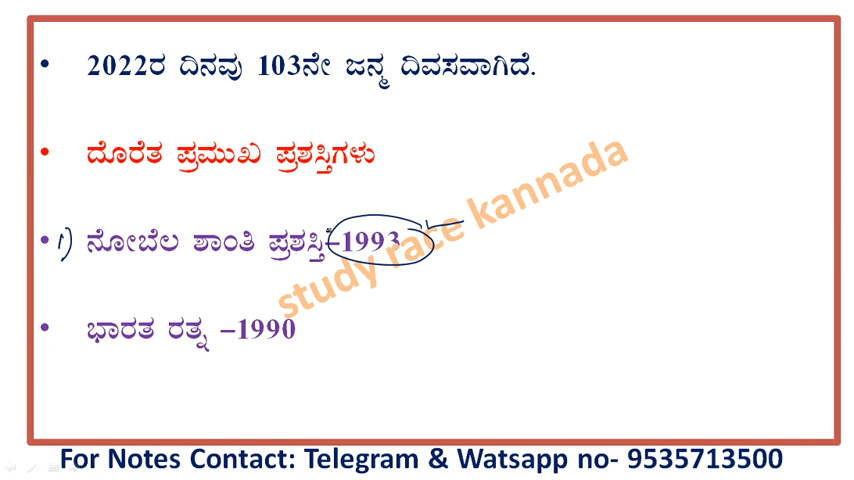 2022ರ ದಿನವು 103ನೇ ಜನ್ಮ ದಿವಸವಾಗಿದೆ.
ದೊರೆತ ಪ್ರಮುಖ ಪ್ರಶಸ್ತಿಗಳು
1) ನೋಬೆಲ ಶಾಂತಿ ಪ್ರಶಸ್ತಿ–1993
ಭಾರತ ರತ್ನ –1990
study race kannada
For Notes Contact: Telegram & Watsapp no- 9535713500